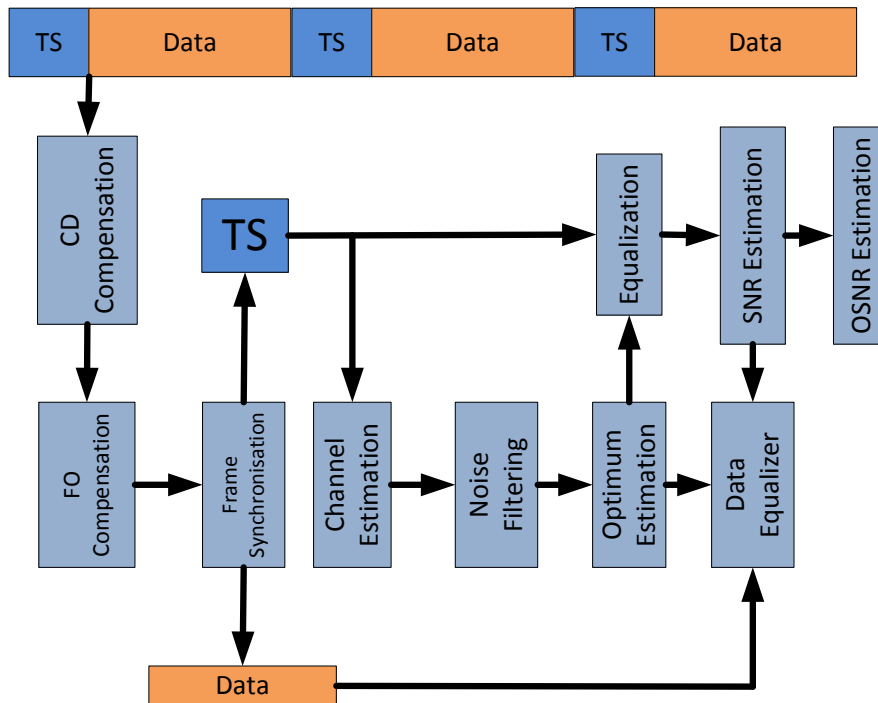 TS Data TS Data TS Data
CD
Compensation
TS
Equalization
SNR Estimation
OSNR Estimation
FO
Compensation
Frame
Synchronisation
Channel
Estimation
Noise
Filtering
Optimum
Estimation
Data
Equalizer
Data